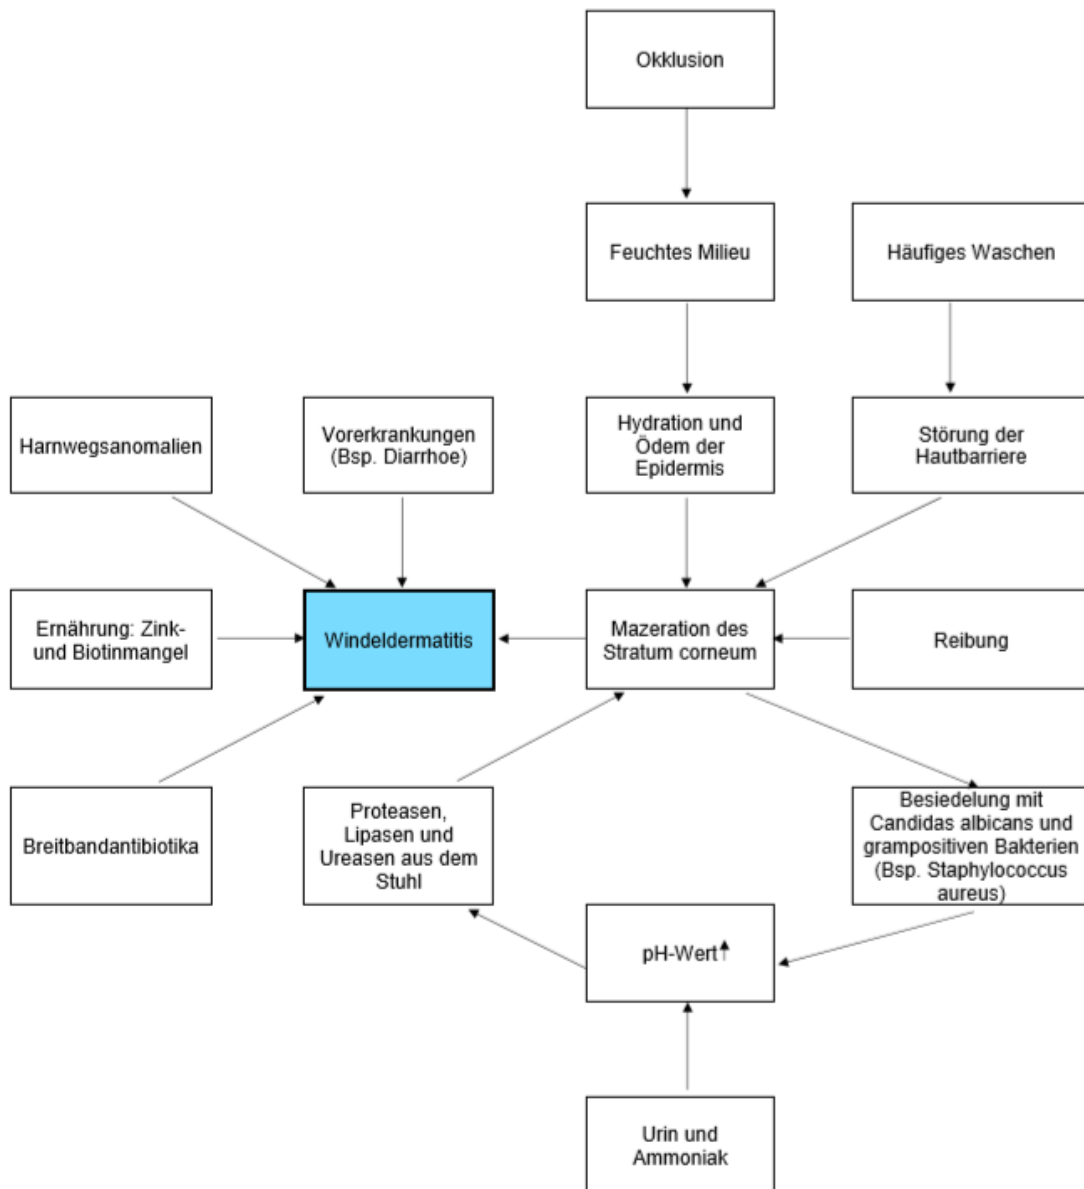 Okklusion
Feuchtes Milieu
Häufiges Waschen
Harnwegsanomalien
Vorerkrankungen
(Bsp. Diarrhoe)
Hydration und
Ödem der
Epidermis
Störung der
Hautbarriere
Ernährung: Zink-
und Biotinmangel
Windeldermatitis
Mazeration des
Stratum corneum
Reibung
Breitbandantibiotika
Proteasen,
Lipasen und
Ureasen aus dem
Stuhl
Besiedelung mit
Candidas albicans und
grampositiven Bakterien
(Bsp. Staphylococcus
aureus)
pH-Wert↑
Urin und
Ammoniak